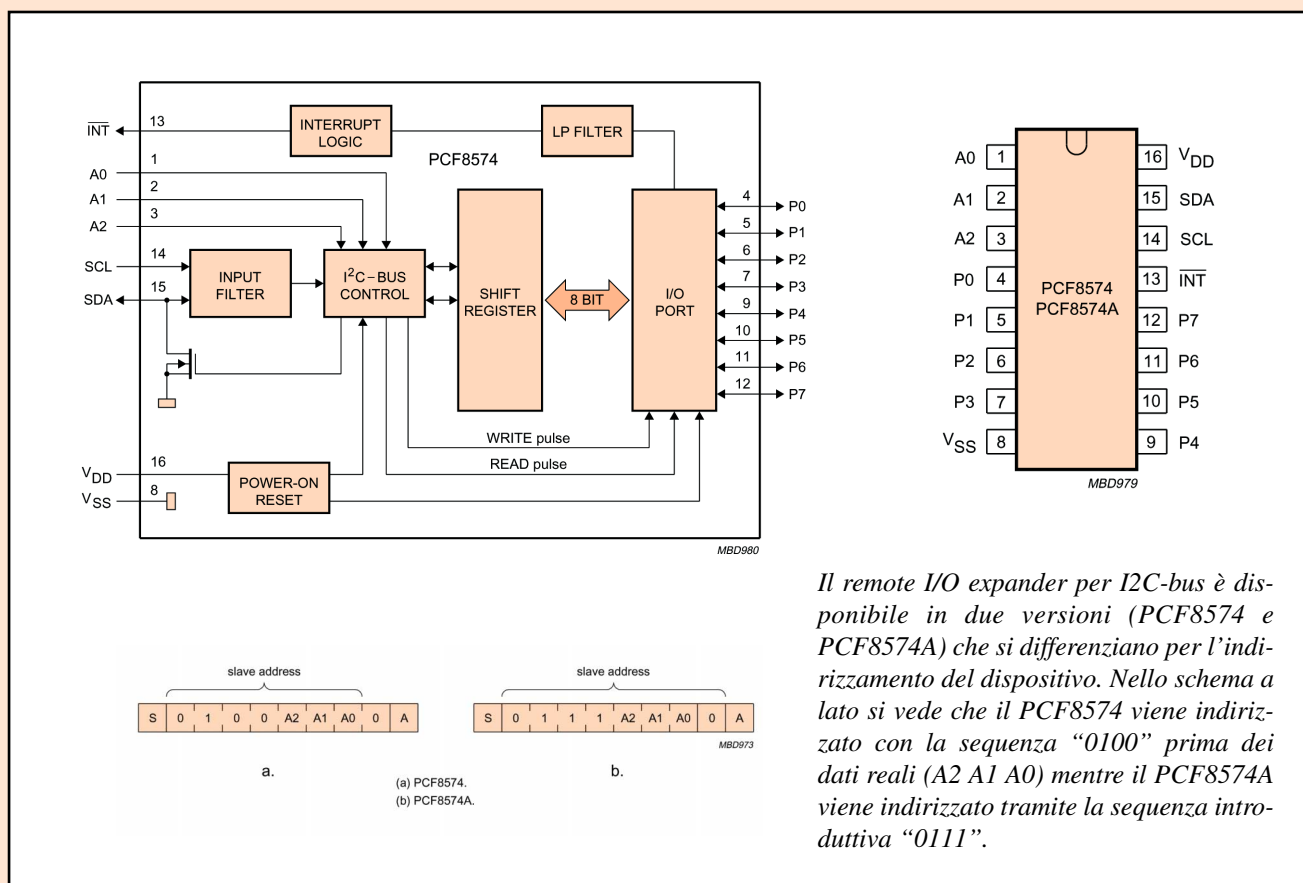 INT
13
INTERRUPT
LOGIC
LP FILTER
PCF8574
A0
1
A1
2
A2
3
SCL
14
SDA
15
INPUT
FILTER
I2C–BUS
CONTROL
SHIFT
REGISTER
8 BIT
I/O
PORT
4 P0
5 P1
6 P2
7 P3
9 P4
10 P5
11 P6
12 P7
WRITE pulse
READ pulse
VDD
16
VSS
8
POWER-ON
RESET
MBD980
A0 1 16 VDD
A1 2 15 SDA
A2 3 14 SCL
P0 4 13 INT
PCF8574
PCF8574A
P1 5 12 P7
P2 6 11 P6
P3 7 10 P5
VSS 8 9 P4
MBD979
slave address
S 0 1 0 0 A2 A1 A0 0 A
a.
slave address
S 0 1 1 1 A2 A1 A0 0 A
MBD973
b.
(a) PCF8574.
(b) PCF8574A.
Il remote I/O expander per I2C-bus è dis-
ponibile in due versioni (PCF8574 e
PCF8574A) che si differenziano per l'indi-
rizzamento del dispositivo. Nello schema a
lato si vede che il PCF8574 viene indiriz-
zato con la sequenza “0100” prima dei
dati reali (A2 A1 A0) mentre il PCF8574A
viene indirizzato tramite la sequenza intro-
duttiva “0111”.